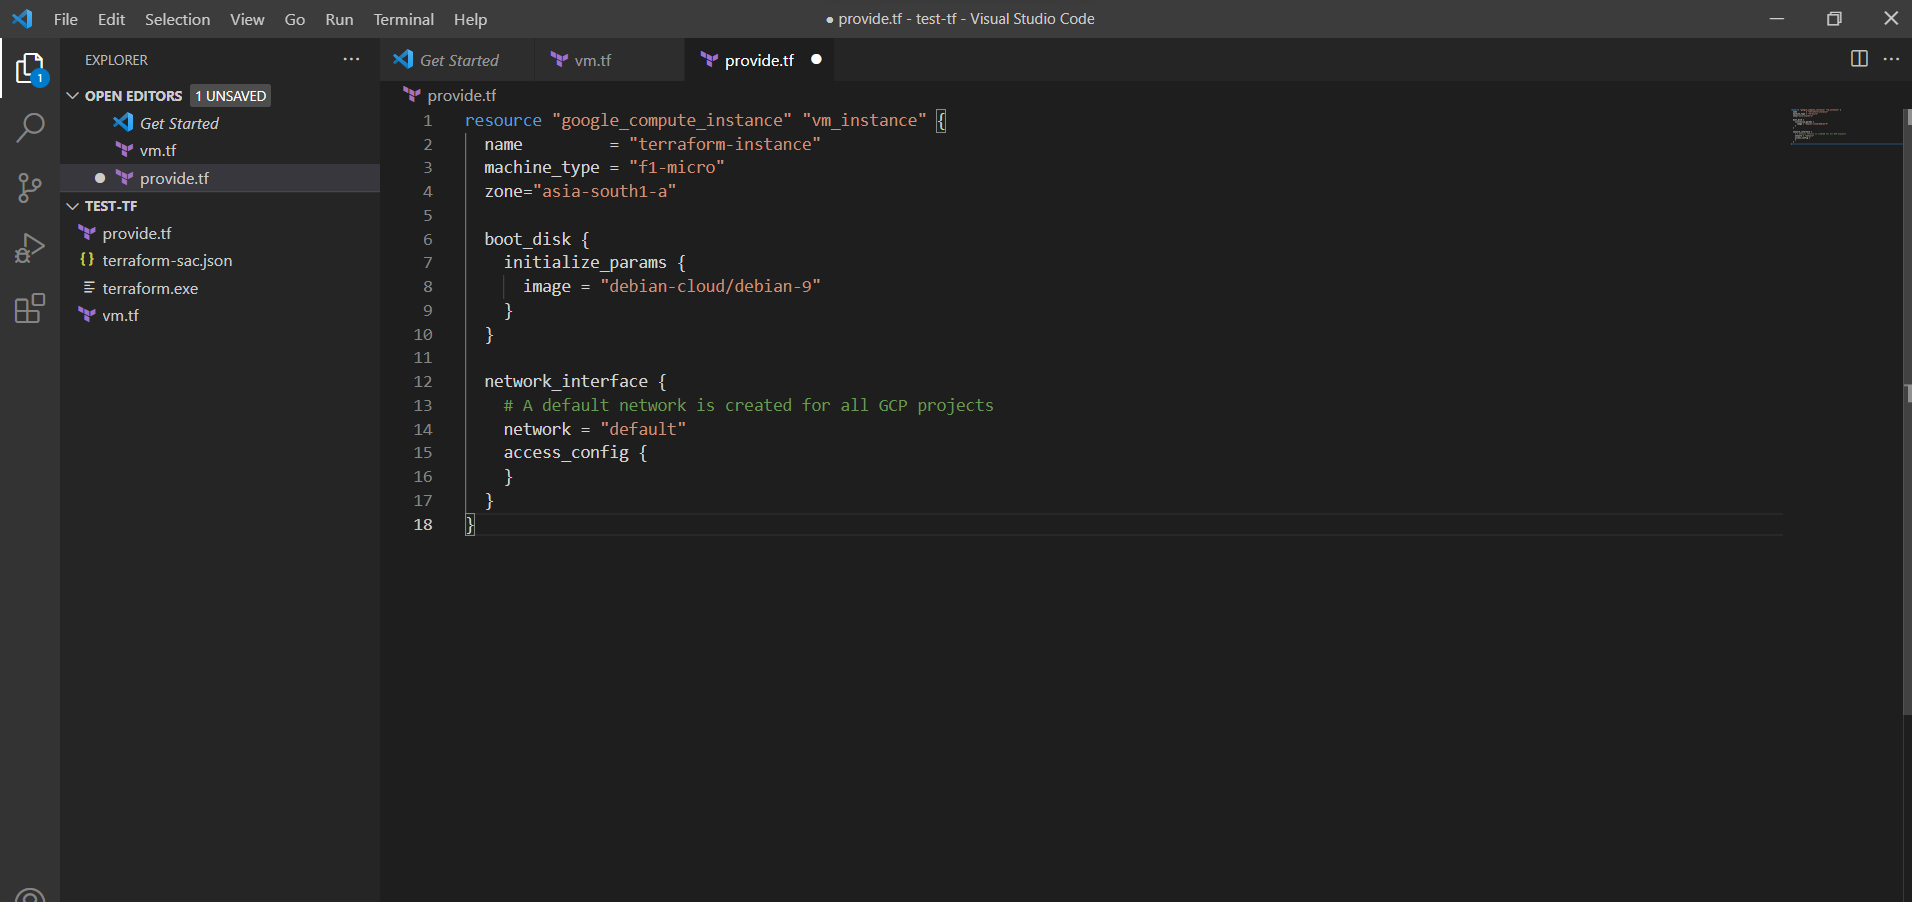 File Edit Selection View Go Run Terminal Help
● provide.tf - test-tf - Visual Studio Code
EXPLORER
OPEN EDITORS 1 UNSAVED
Get Started
vm.tf
provide.tf
TEST-TF
provide.tf
{} terraform-sac.json
terraform.exe
vm.tf
1
Get Started
vm.tf
provide.tf
provide.tf
1 resource "google_compute_instance" "vm_instance" {
2   name         = "terraform-instance"
3   machine_type = "f1-micro"
4   zone="asia-south1-a"
5
6   boot_disk {
7     initialize_params {
8       image = "debian-cloud/debian-9"
9     }
10   }
11
12   network_interface {
13     # A default network is created for all GCP projects
14     network = "default"
15     access_config {
16     }
17   }
18 }